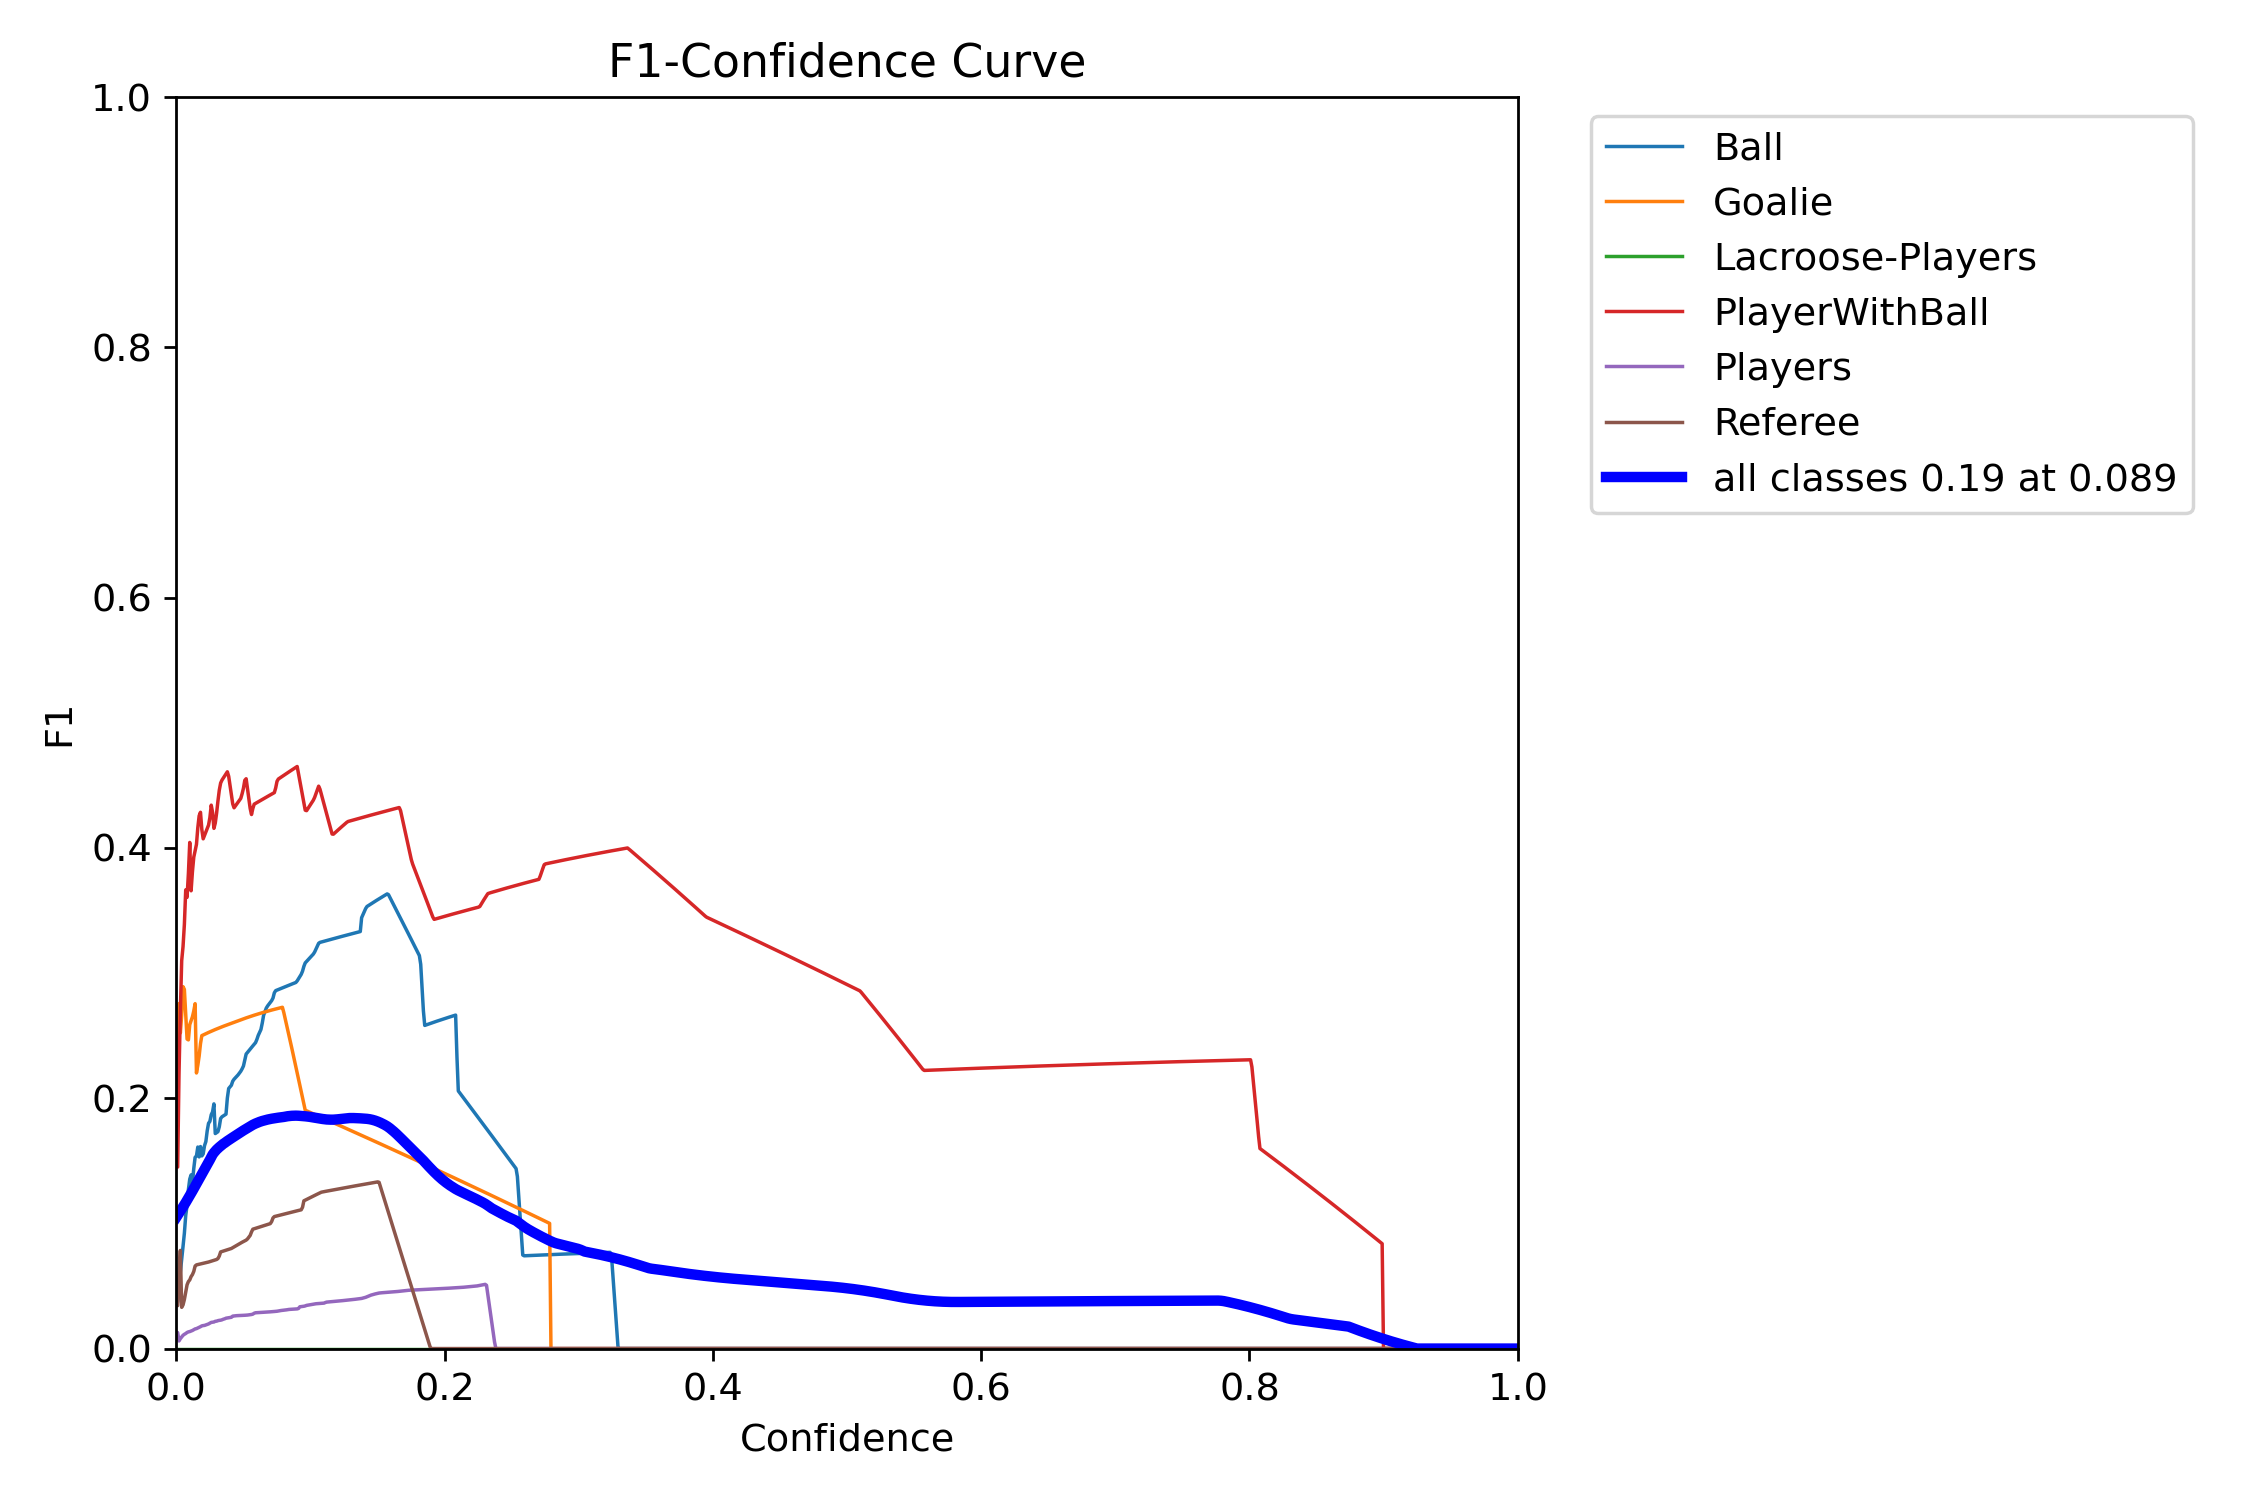 F1-Confidence Curve
1.0
0.8
0.6
0.4
0.2
0.0
F1
0.0 0.2 0.4 0.6 0.8 1.0
Confidence
Ball
Goalie
Lacroose-Players
PlayerWithBall
Players
Referee
all classes 0.19 at 0.089